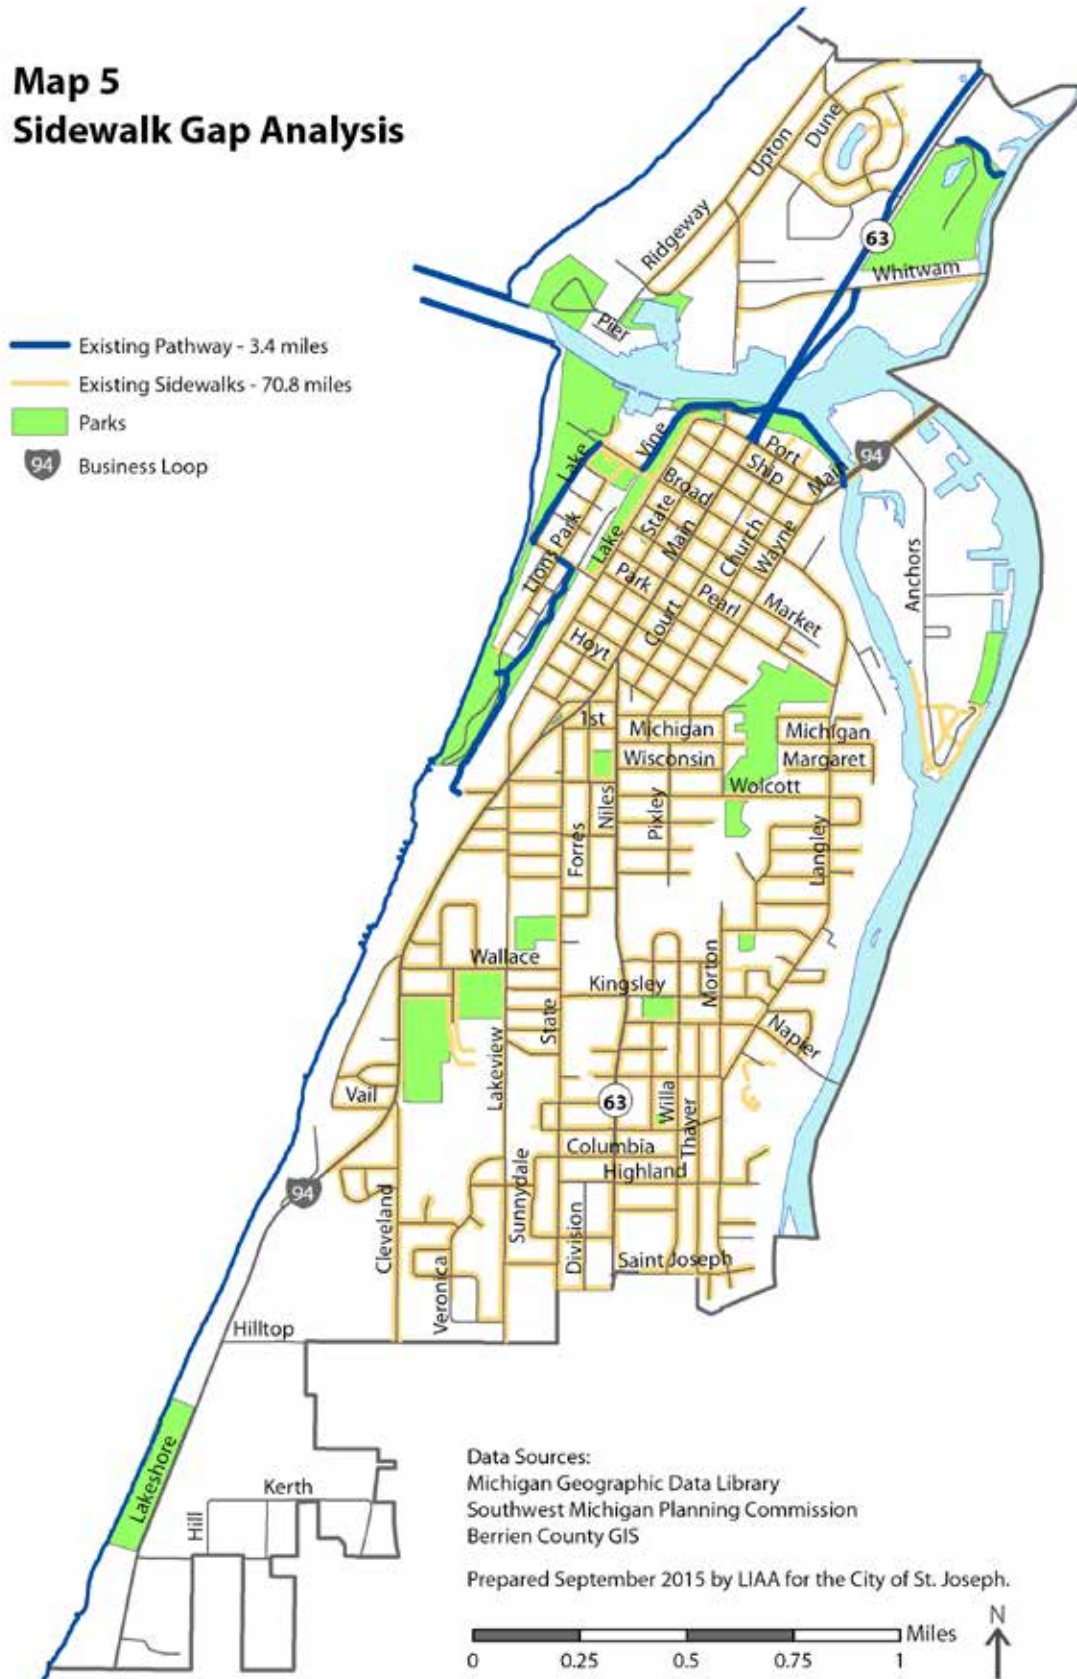 Map 5
Sidewalk Gap Analysis
Existing Pathway - 3.4 miles
Existing Sidewalks - 70.8 miles
Parks
94 Business Loop
Dune
Upton
Ridgeway
63
Whitwam
Pier
Vine
Lake
Port
Ship
Main
94
Broad
State
Main
Church
Wayne
Lions Park
Lake
Park
Pearl
Market
Anchors
Court
Hoyt
1st
Michigan
Michigan
Wisconsin
Margaret
Wolcott
Niles
Pixley
Forres
Langley
Wallace
Kingsley
Morton
State
Napier
Lakeview
Vail
63
Willa
Thayer
Columbia
Highland
94
Cleveland
Sunnydale
Division
Saint Joseph
Veronica
Hilltop
Lakeshore
Kerth
Hill
Data Sources:
Michigan Geographic Data Library
Southwest Michigan Planning Commission
Berrien County GIS
Prepared September 2015 by LIAA for the City of St. Joseph.
N
Miles
0 0.25 0.5 0.75 1